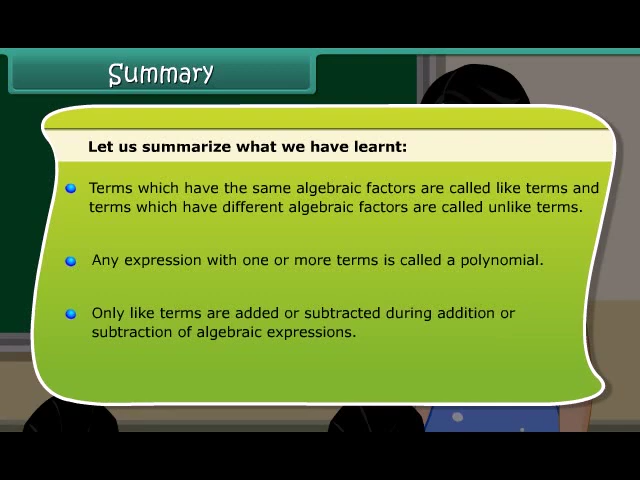 Summary
Let us summarize what we have learnt:
Terms which have the same algebraic factors are called like terms and
terms which have different algebraic factors are called unlike terms.
Any expression with one or more terms is called a polynomial.
Only like terms are added or subtracted during addition or
subtraction of algebraic expressions.